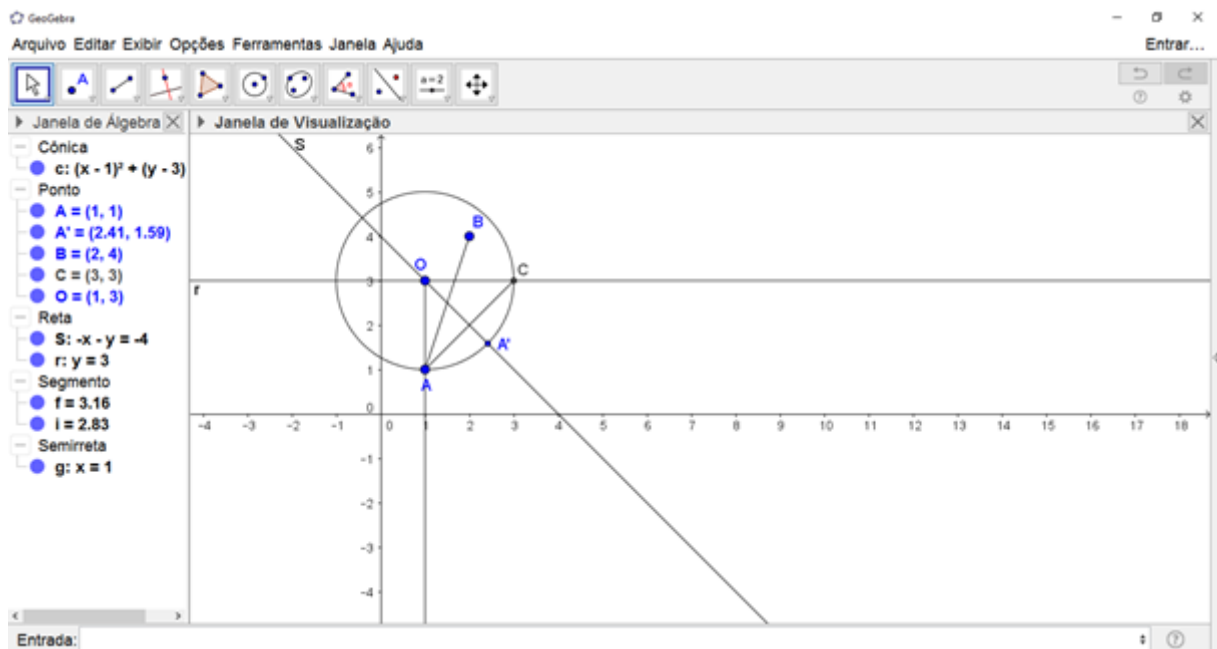 GeoGebra
Arquivo Editar Exibir Opções Ferramentas Janela Ajuda
Entrar...
A
a=2
Janela de Álgebra
Janela de Visualização
Cônica
c: (x - 1)² + (y - 3)
Ponto
A = (1, 1)
A' = (2.41, 1.59)
B = (2, 4)
C = (3, 3)
O = (1, 3)
Reta
S: -x - y = -4
r: y = 3
Segmento
f = 3.16
i = 2.83
Semirreta
g: x = 1
S
6
5
B
4
O
C
3
r
2
A'
1
A
0
-4 -3 -2 -1 0 1 2 3 4 5 6 7 8 9 10 11 12 13 14 15 16 17 18
-1
-2
-3
-4
Entrada: